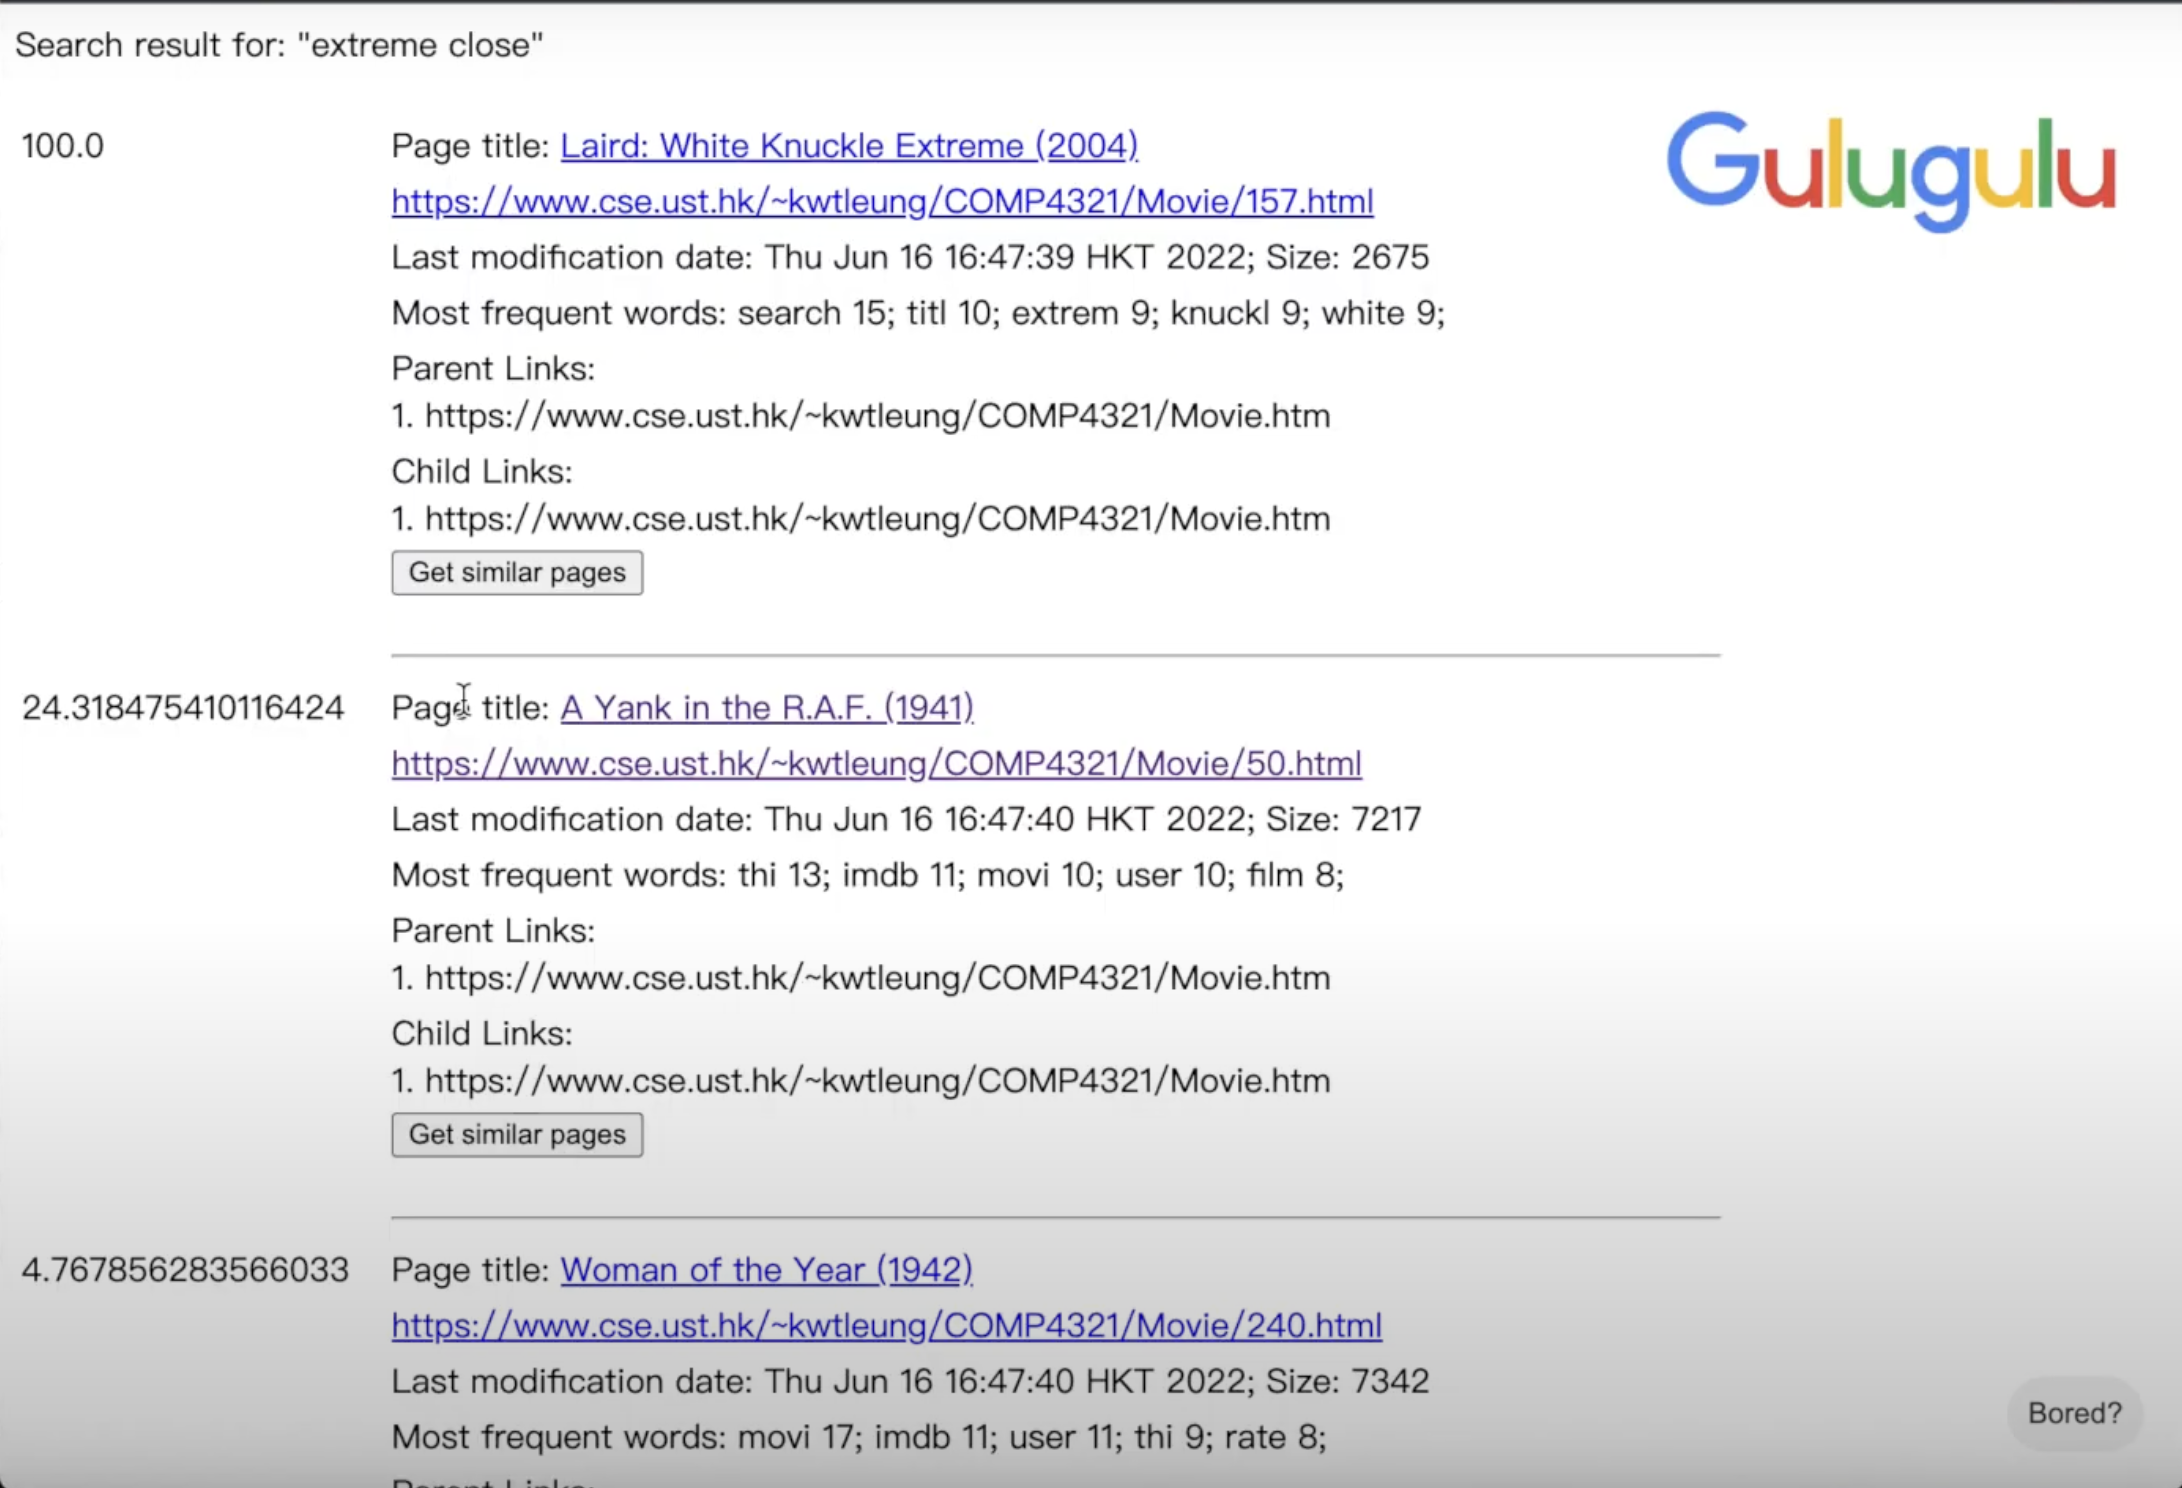 Search result for: "extreme close"
Gulugulu
100.0
Page title: Laird: White Knuckle Extreme (2004)
https://www.cse.ust.hk/~kwtleung/COMP4321/Movie/157.html
Last modification date: Thu Jun 16 16:47:39 HKT 2022; Size: 2675
Most frequent words: search 15; titl 10; extrem 9; knuckl 9; white 9;
Parent Links:
1. https://www.cse.ust.hk/~kwtleung/COMP4321/Movie.htm
Child Links:
1. https://www.cse.ust.hk/~kwtleung/COMP4321/Movie.htm
Get similar pages
24.318475410116424
Page title: A Yank in the R.A.F. (1941)
https://www.cse.ust.hk/~kwtleung/COMP4321/Movie/50.html
Last modification date: Thu Jun 16 16:47:40 HKT 2022; Size: 7217
Most frequent words: thi 13; imdb 11; movi 10; user 10; film 8;
Parent Links:
1. https://www.cse.ust.hk/~kwtleung/COMP4321/Movie.htm
Child Links:
1. https://www.cse.ust.hk/~kwtleung/COMP4321/Movie.htm
Get similar pages
4.767856283566033
Page title: Woman of the Year (1942)
https://www.cse.ust.hk/~kwtleung/COMP4321/Movie/240.html
Last modification date: Thu Jun 16 16:47:40 HKT 2022; Size: 7342
Most frequent words: movi 17; imdb 11; user 11; thi 9; rate 8;
Parent Links:
Bored?